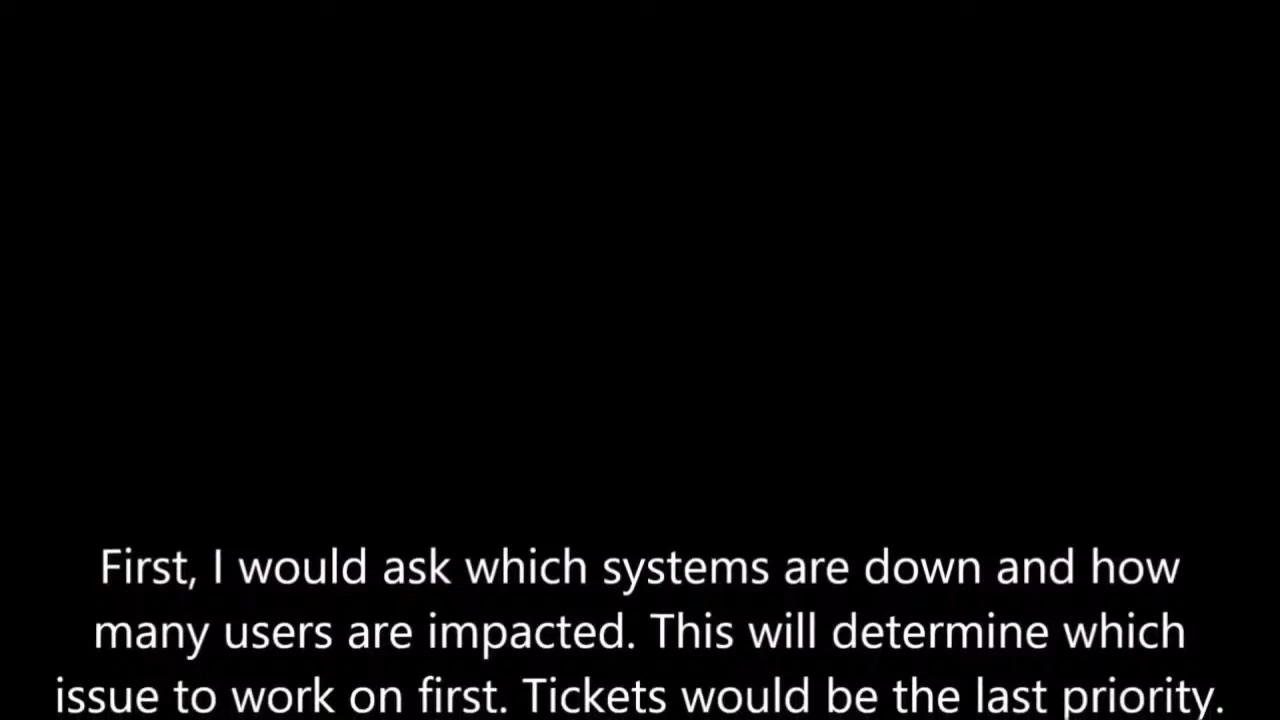 First, I would ask which systems are down and how
many users are impacted. This will determine which
issue to work on first. Tickets would be the last priority.